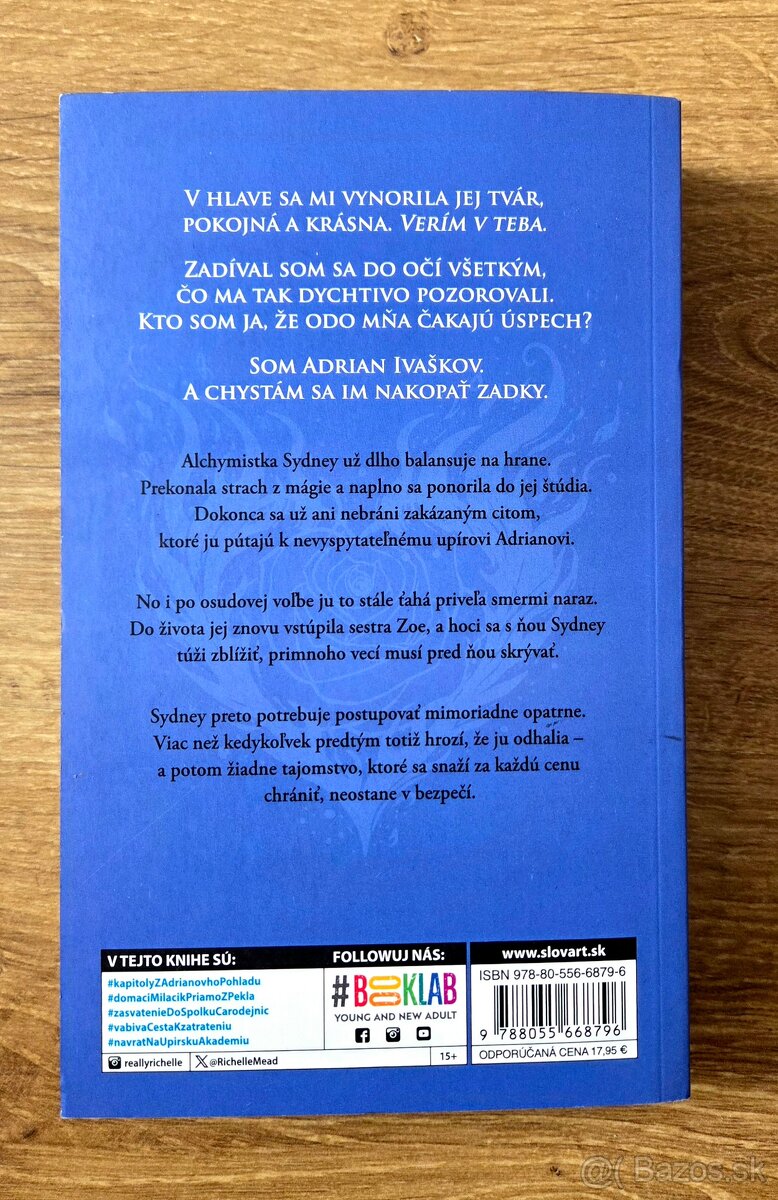 V HLAVE SA MI VYNORILA JEJ TVÁR,
POKOJNÁ A KRÁSNA. VERÍM V TEBA.
ZADÍVAL SOM SA DO OČÍ VŠETKÝM,
ČO MA TAK DYCHTIVO POZOROVALI.
KTO SOM JA, ŽE ODO MŇA ČAKAJÚ ÚSPECH?
SOM ADRIAN IVAŠKOV.
A CHYSTÁM SA IM NAKOPAŤ ZADKY.
Alchymistka Sydney už dlho balansuje na hrane.
Prekonala strach z mágie a naplno sa ponorila do jej štúdia.
Dokonca sa už ani nebráni zakázaným citom,
ktoré ju pútajú k nevyspytateľnému upírovi Adrianovi.
No i po osudovej voľbe ju to stále ťahá priveľa smermi naraz.
Do života jej znovu vstúpila sestra Zoe, a hoci sa s ňou Sydney
túži zblížiť, primnoho vecí musí pred ňou skrývať.
Sydney preto potrebuje postupovať mimoriadne opatrne.
Viac než kedykoľvek predtým totiž hrozí, že ju odhalia –
a potom žiadne tajomstvo, ktoré sa snaží za každú cenu
chrániť, neostane v bezpečí.
V TEJTO KNIHE SÚ:
#kapitolyZAdrianovhoPohladu
#domaciMilacikPriamoZPekla
#zasvatenieDoSpolkuCarodejnic
#vabivaCestaKzatrateniu
#navratNaUpirskuAkademiu
reallyrichelle
@RichelleMead
FOLLOWUJ NÁS:
#BOOKLAB
YOUNG AND NEW ADULT
15+
www.slovart.sk
ISBN 978-80-556-6879-6
9 788055 668796
ODPORÚČANÁ CENA 17,95 €
@( Bazos.sk